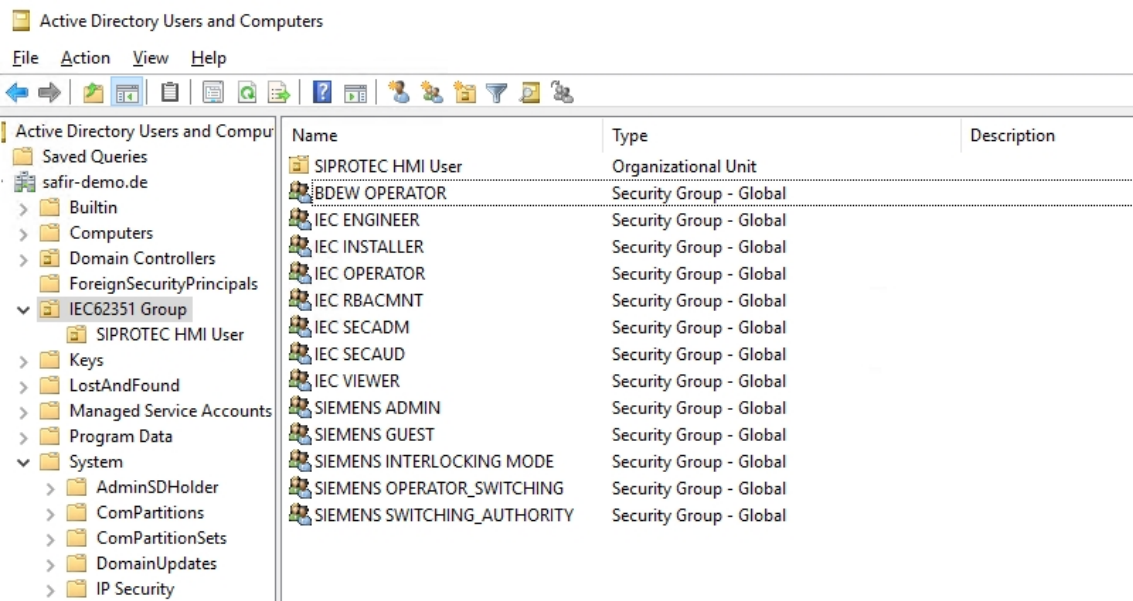 Active Directory Users and Computers
File Action View Help
Active Directory Users and Comput
Saved Queries
safir-demo.de
Builtin
Computers
Domain Controllers
ForeignSecurityPrincipals
IEC62351 Group
SIPROTEC HMI User
Keys
LostAndFound
Managed Service Accounts
Program Data
System
AdminSDHolder
ComPartitions
ComPartitionSets
DomainUpdates
IP Security
Name Type Description
SIPROTEC HMI User Organizational Unit
BDEW OPERATOR Security Group - Global
IEC ENGINEER Security Group - Global
IEC INSTALLER Security Group - Global
IEC OPERATOR Security Group - Global
IEC RBACMNT Security Group - Global
IEC SECADM Security Group - Global
IEC SECAUD Security Group - Global
IEC VIEWER Security Group - Global
SIEMENS ADMIN Security Group - Global
SIEMENS GUEST Security Group - Global
SIEMENS INTERLOCKING MODE Security Group - Global
SIEMENS OPERATOR_SWITCHING Security Group - Global
SIEMENS SWITCHING_AUTHORITY Security Group - Global